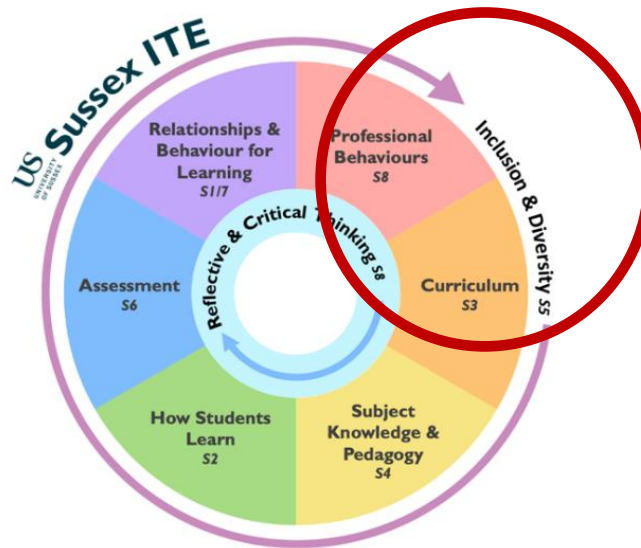 Sussex ITE
US
UNIVERSITY
OF SUSSEX
Relationships &
Behaviour for
Learning
S1/7
Professional
Behaviours
S8
Inclusion & Diversity S5
Reflective & Critical Thinking S8
Assessment
S6
Curriculum
S3
How Students
Learn
S2
Subject
Knowledge &
Pedagogy
S4